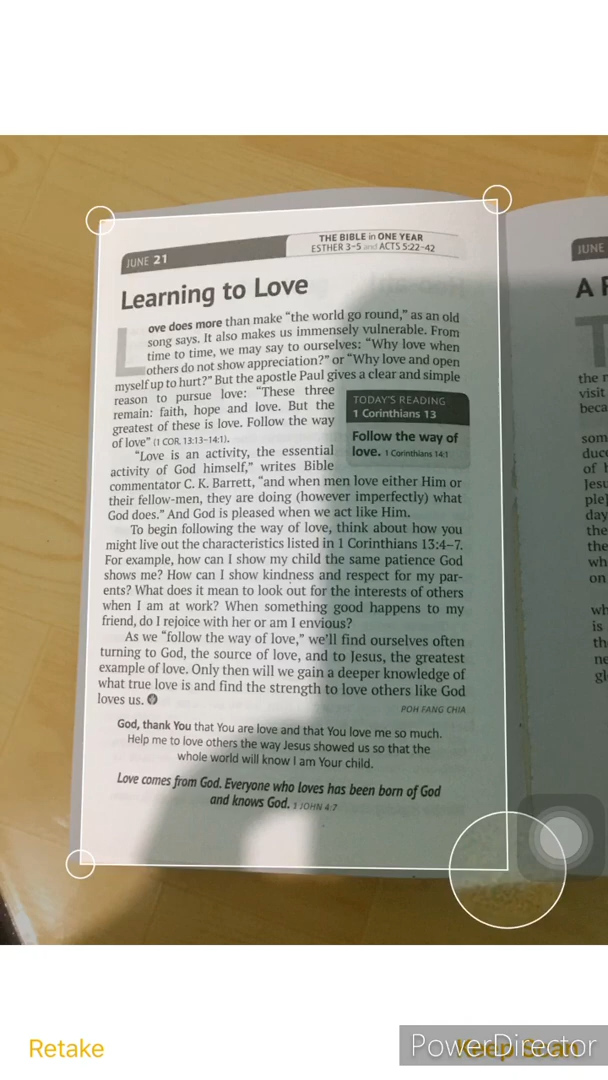 JUNE 21
THE BIBLE in ONE YEAR
ESTHER 3-5 and ACTS 5:22-42
Learning to Love
Love does more than make "the world go round," as an old
song says. It also makes us immensely vulnerable. From
time to time, we may say to ourselves: "Why love when
others do not show appreciation?" or "Why love and open
myself up to hurt?" But the apostle Paul gives a clear and simple
reason to pursue love: "These three
remain: faith, hope and love. But the
greatest of these is love. Follow the way
of love" (1 COR. 13:13-14:1).
TODAY'S READING
1 Corinthians 13
Follow the way of
love. 1 Corinthians 14:1
"Love is an activity, the essential
activity of God himself," writes Bible
commentator C. K. Barrett, "and when men love either Him or
their fellow-men, they are doing (however imperfectly) what
God does." And God is pleased when we act like Him.
To begin following the way of love, think about how you
might live out the characteristics listed in 1 Corinthians 13:4–7.
For example, how can I show my child the same patience God
shows me? How can I show kindness and respect for my par-
ents? What does it mean to look out for the interests of others
when I am at work? When something good happens to my
friend, do I rejoice with her or am I envious?
As we "follow the way of love," we'll find ourselves often
turning to God, the source of love, and to Jesus, the greatest
example of love. Only then will we gain a deeper knowledge of
what true love is and find the strength to love others like God
loves us.
POH FANG CHIA
God, thank You that You are love and that You love me so much.
Help me to love others the way Jesus showed us so that the
whole world will know I am Your child.
Love comes from God. Everyone who loves has been born of God
and knows God. 1 JOHN 4:7
JUNE
A
T
the
visit
beca
som
duc
of
Jesu
ple]
day
the
the
wh
on
wh
is
th
ne
gl
Retake
Keep Scan
PowerDirector